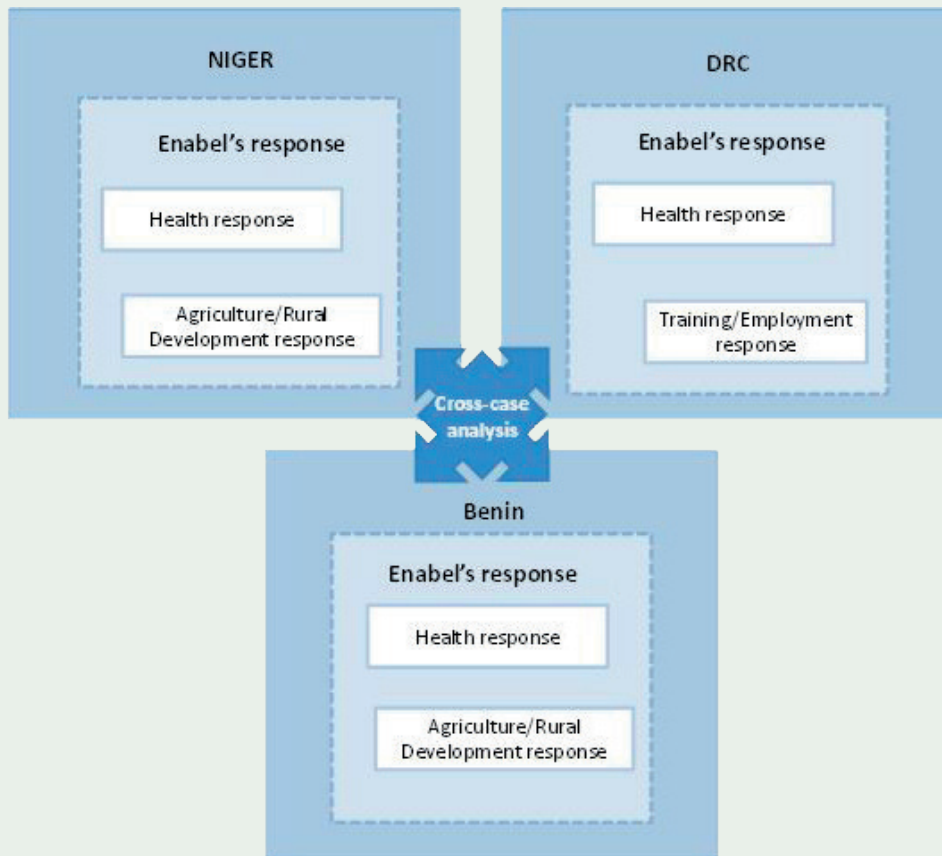 NIGER
Enabel's response
Health response
Agriculture/Rural
Development response
DRC
Enabel's response
Health response
Training/Employment
response
Cross-case
analysis
Benin
Enabel's response
Health response
Agriculture/Rural
Development response